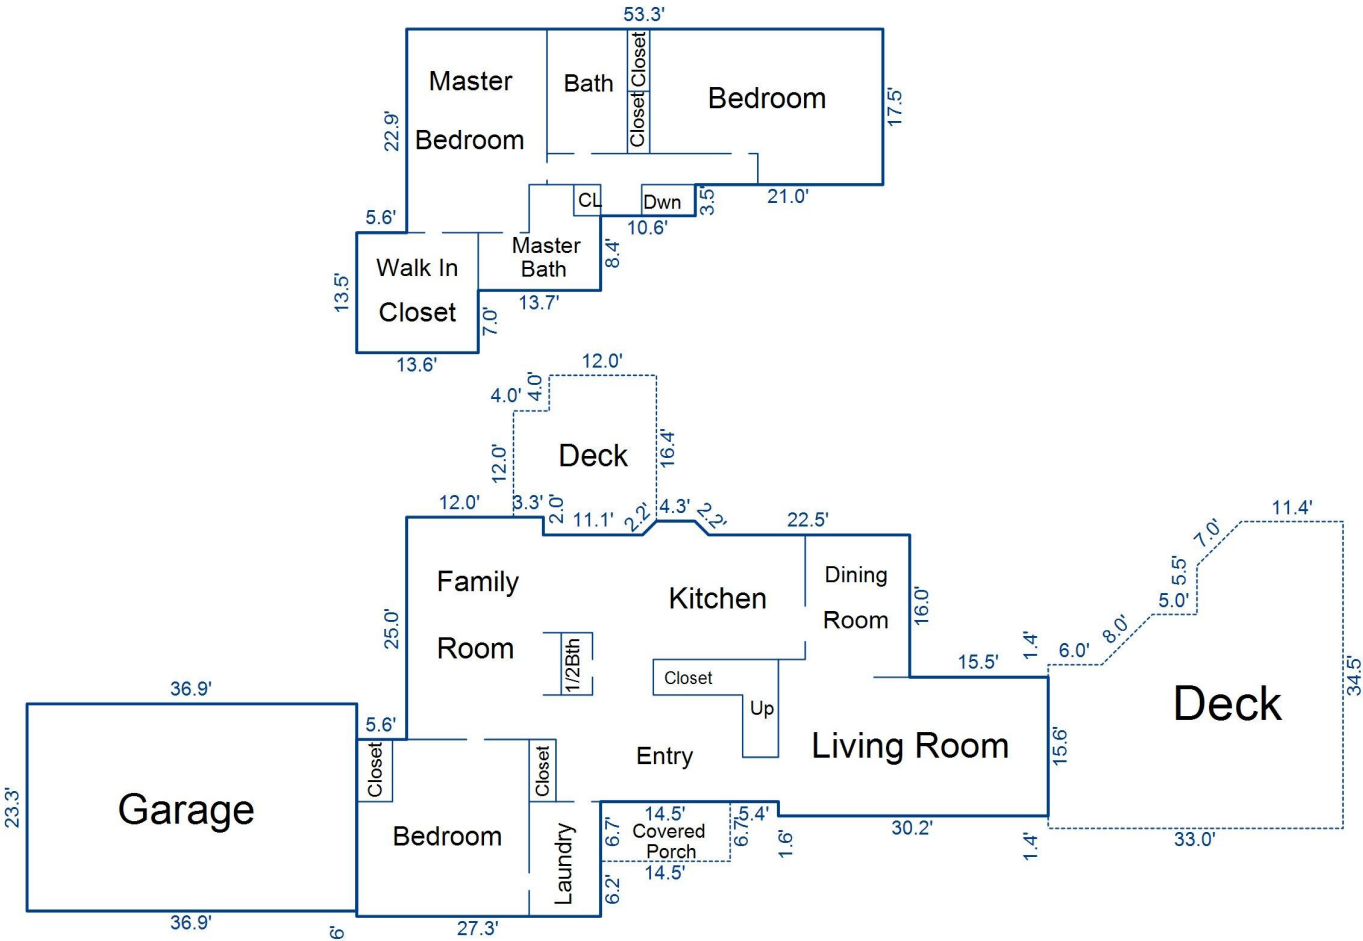 53.3'
Master
Bedroom
Bath
Closet
Closet
Bedroom
22.9'
17.5'
5.6'
CL
Dwn
3.5'
21.0'
10.6'
Walk In
Closet
Master
Bath
8.4'
13.5'
13.7'
7.0'
13.6'
12.0'
4.0'
4.0'
Deck
12.0'
16.4'
12.0'
3.3'
2.0'
11.1'
2.2'
4.3'
2.2'
22.5'
11.4'
7.0'
5.5'
5.0'
8.0'
6.0'
1.4'
Family
Room
Kitchen
Dining
Room
16.0'
25.0'
1/2Bth
Closet
Up
15.5'
34.5'
Deck
36.9'
5.6'
Closet
Closet
Entry
Living Room
15.6'
23.3'
Garage
Bedroom
Laundry
14.5'
5.4'
6.7'
Covered
Porch
6.7'
1.6'
30.2'
1.4'
33.0'
14.5'
6.2'
36.9'
6'
27.3'